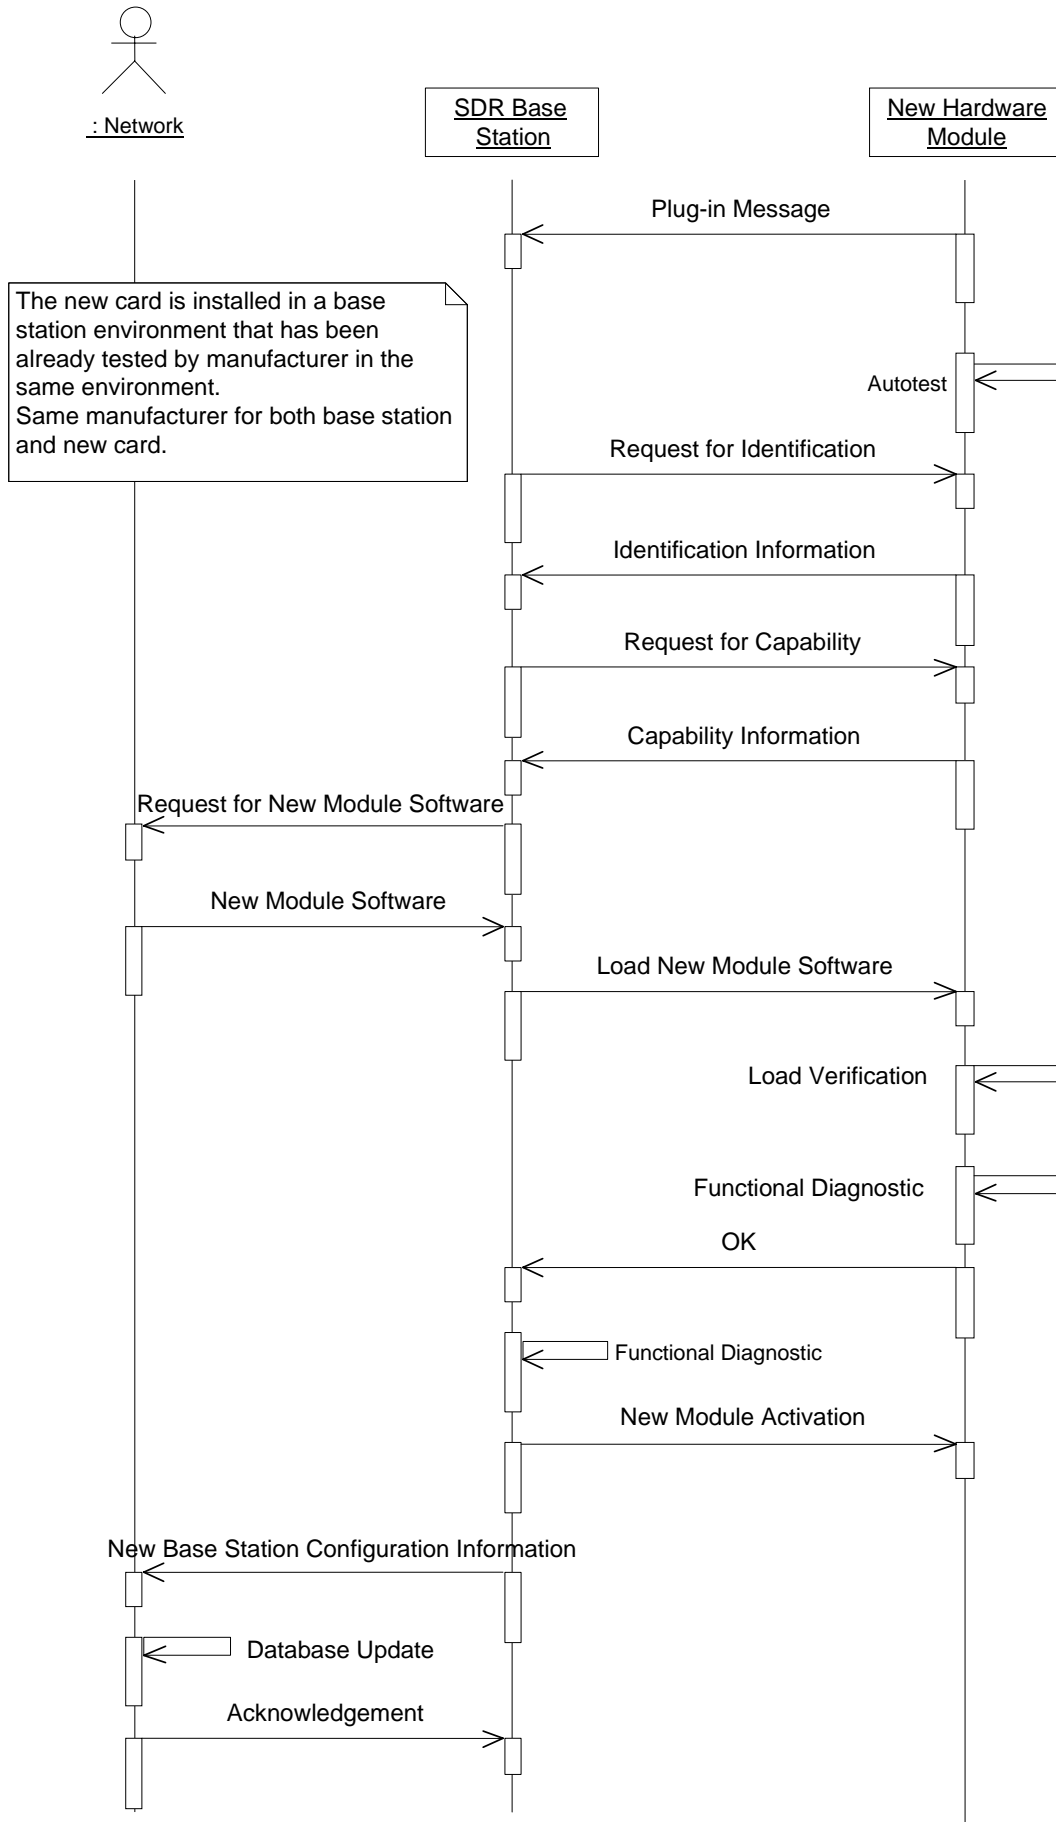 : Network
SDR Base
Station
New Hardware
Module
Plug-in Message
The new card is installed in a base
station environment that has been
already tested by manufacturer in the
same environment.
Same manufacturer for both base station
and new card.
Autotest
Request for Identification
Identification Information
Request for Capability
Capability Information
Request for New Module Software
New Module Software
Load New Module Software
Load Verification
Functional Diagnostic
OK
Functional Diagnostic
New Module Activation
New Base Station Configuration Information
Database Update
Acknowledgement